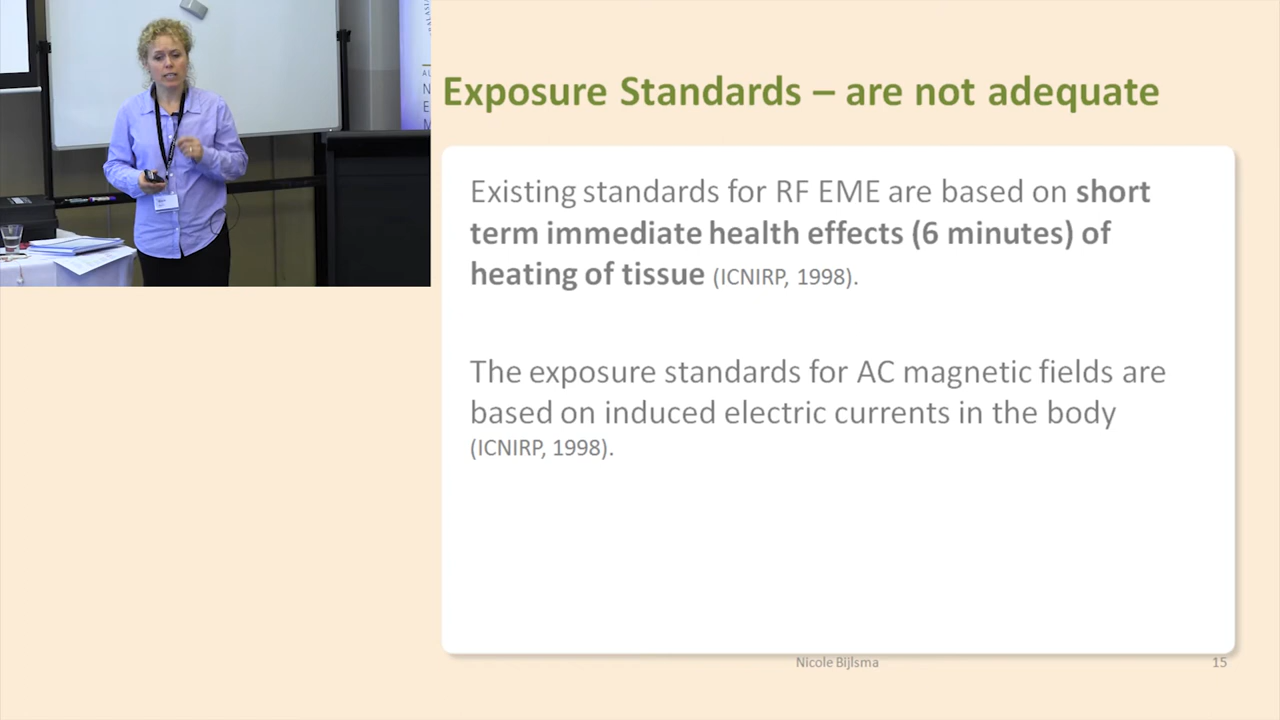 Exposure Standards – are not adequate
Existing standards for RF EME are based on short
term immediate health effects (6 minutes) of
heating of tissue (ICNIRP, 1998).
The exposure standards for AC magnetic fields are
based on induced electric currents in the body
(ICNIRP, 1998).
Nicole Bijlsma
15